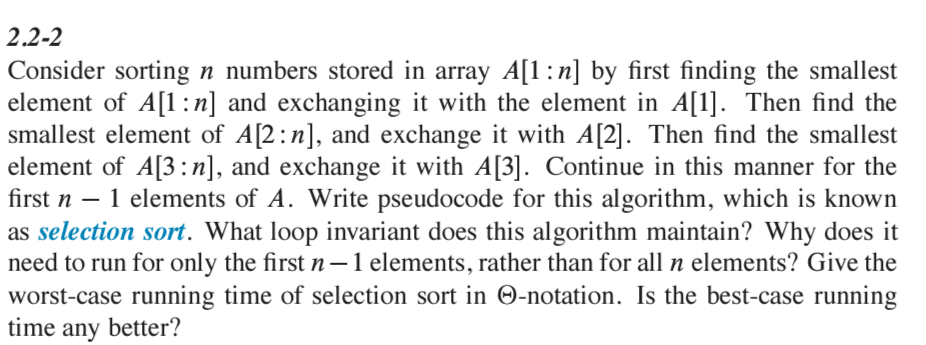 2.2-2
Consider sorting n numbers stored in array A[1:n] by first finding the smallest
element of A[1:n] and exchanging it with the element in A[1]. Then find the
smallest element of A[2:n], and exchange it with A[2]. Then find the smallest
element of A[3:n], and exchange it with A[3]. Continue in this manner for the
first n − 1 elements of A. Write pseudocode for this algorithm, which is known
as selection sort. What loop invariant does this algorithm maintain? Why does it
need to run for only the first n − 1 elements, rather than for all n elements? Give the
worst-case running time of selection sort in Θ-notation. Is the best-case running
time any better?